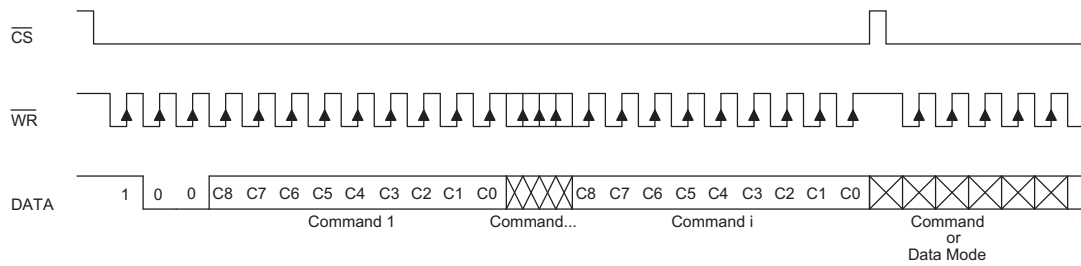 CS
WR
DATA
1 0 0 C8 C7 C6 C5 C4 C3 C2 C1 C0 C8 C7 C6 C5 C4 C3 C2 C1 C0
Command 1 Command... Command i Command
or
Data Mode